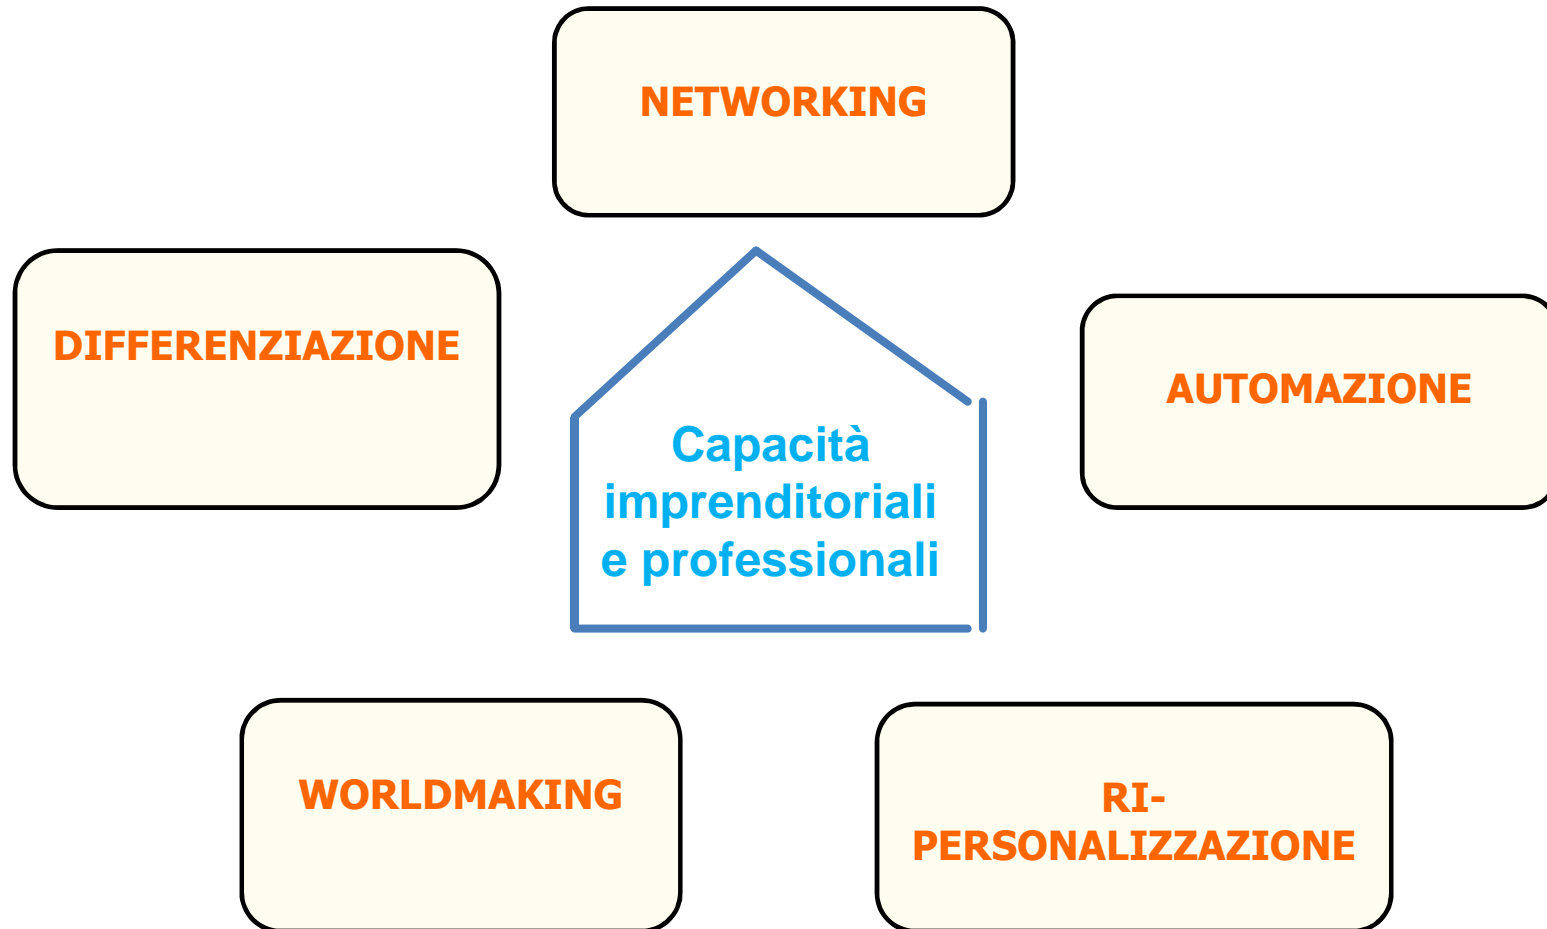 NETWORKING
DIFFERENZIAZIONE
AUTOMAZIONE
Capacità
imprenditoriali
e professionali
WORLDMAKING
RI-
PERSONALIZZAZIONE